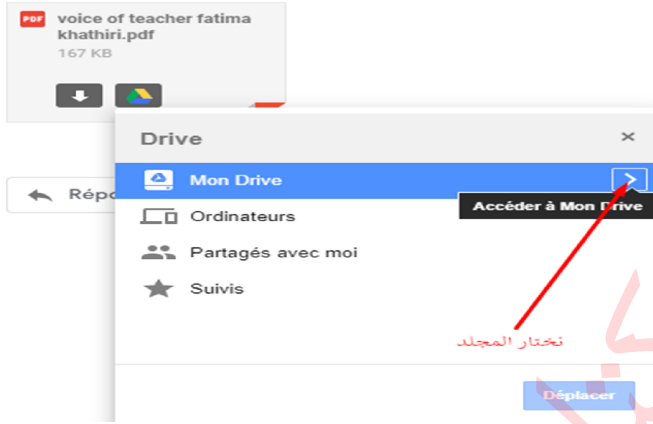 PDF voice of teacher fatima
khathiri.pdf
167 KB
Drive ×
Mon Drive
Accéder à Mon Drive
Ordinateurs
Partagés avec moi
Suivis
نختار المجلد
Déplacer